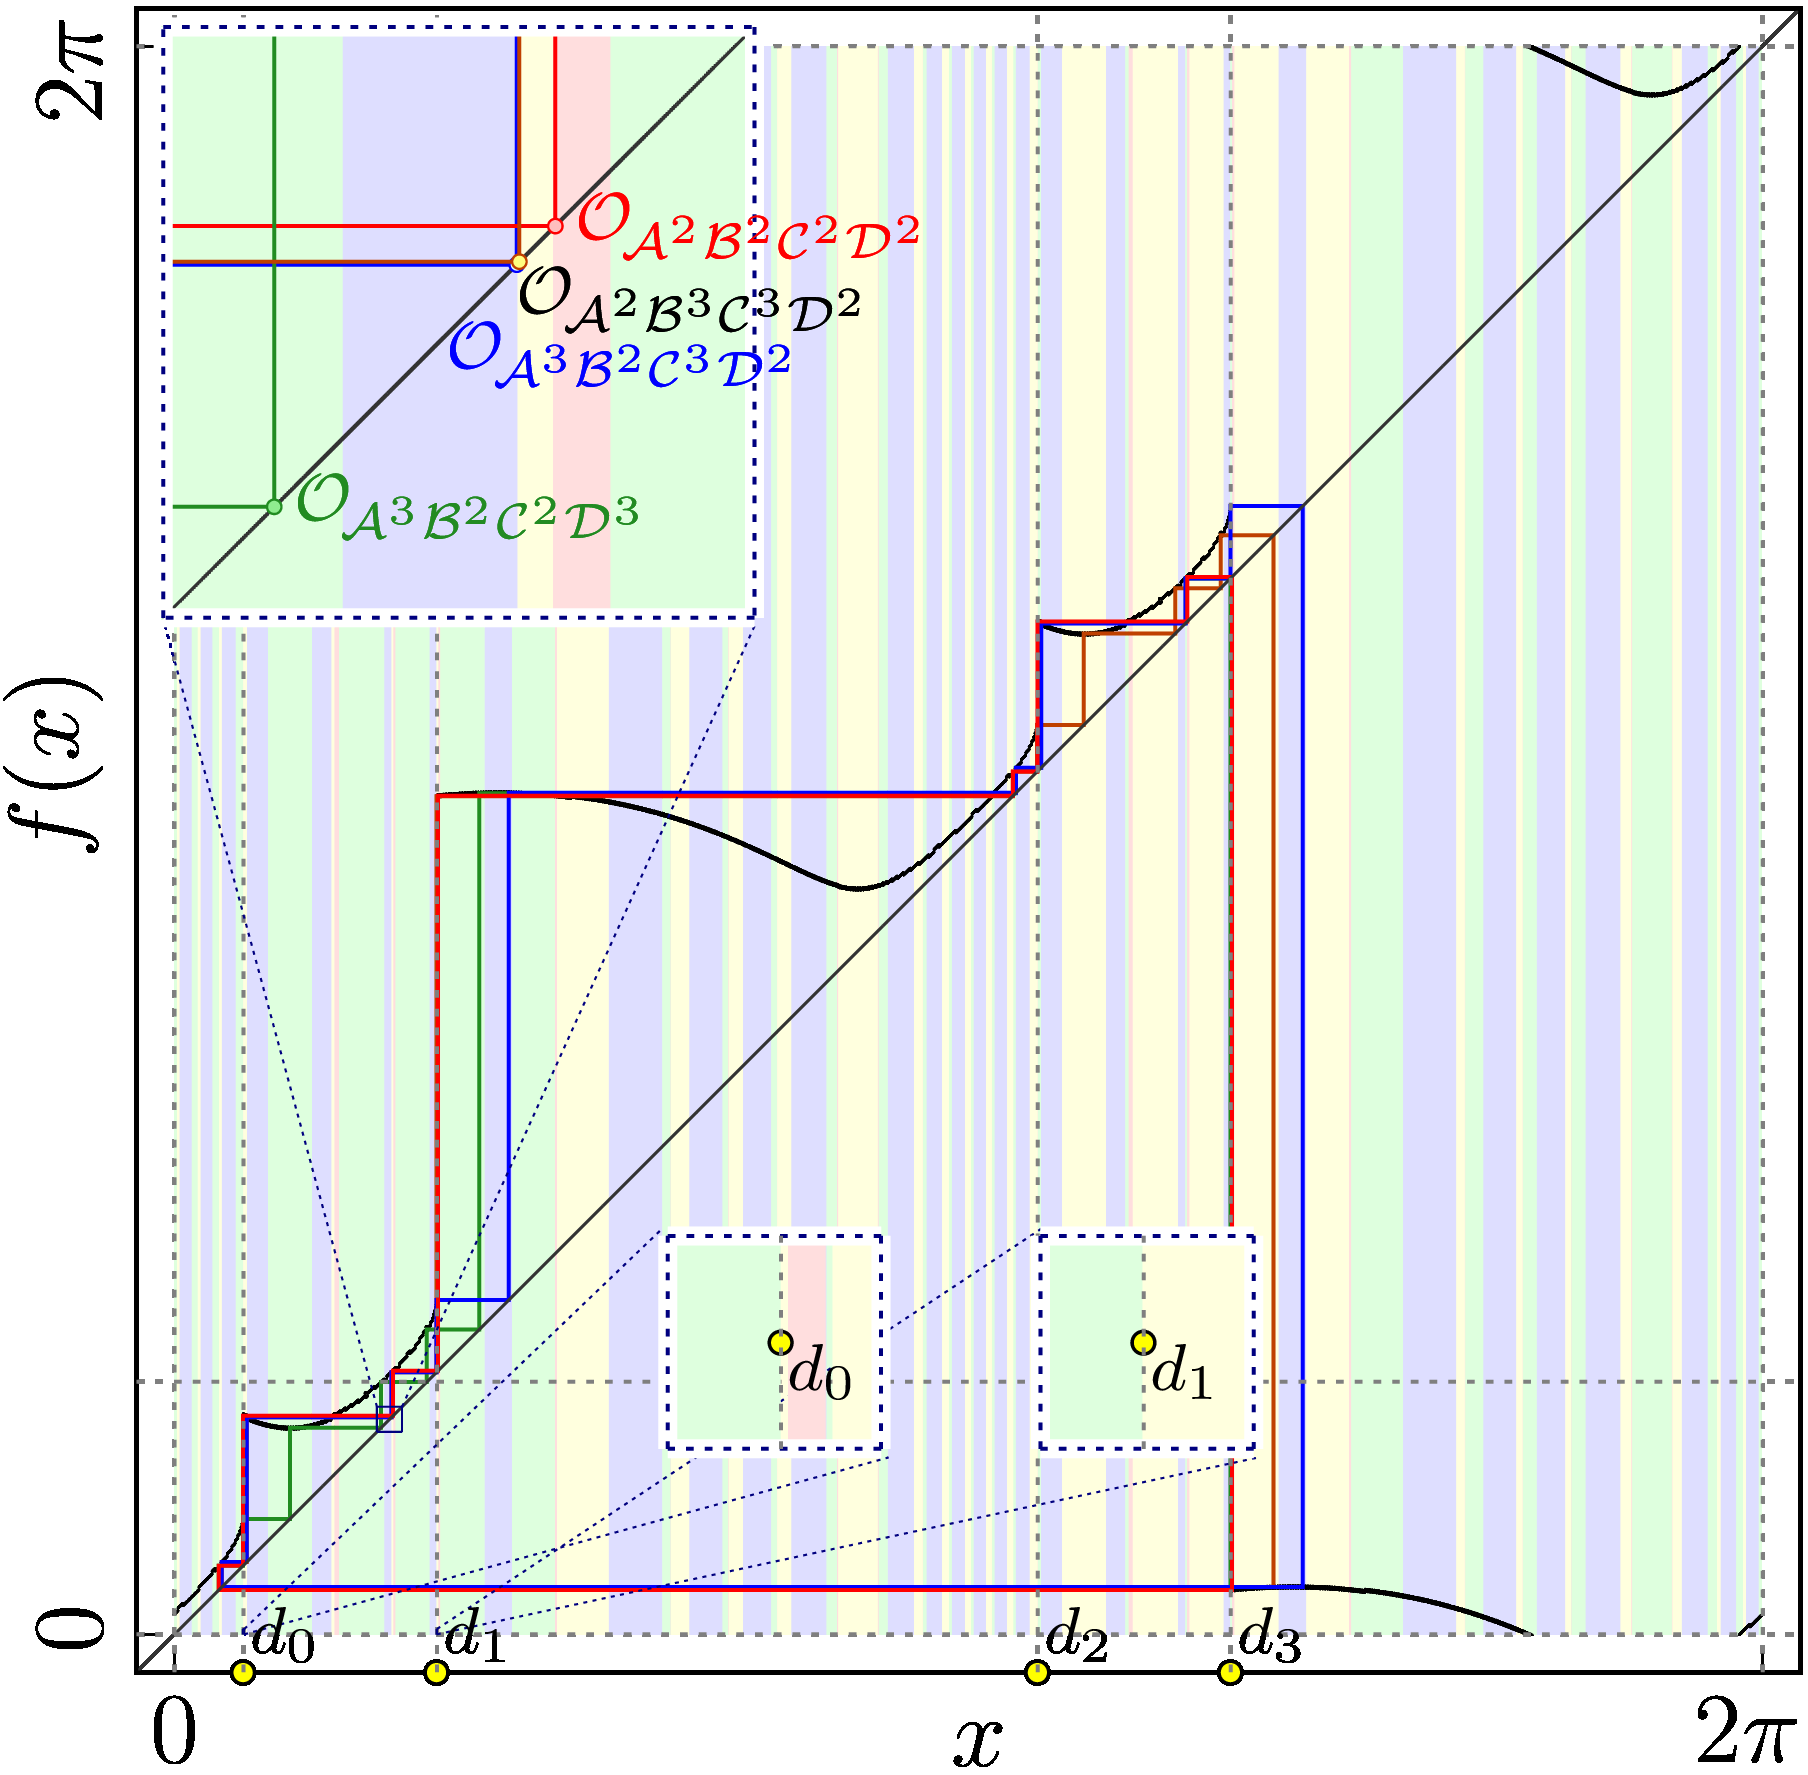 2π
𝒪_{𝒜²ℬ²𝒞²𝒟²}
𝒪_{𝒜²ℬ³𝒞³𝒟²}
𝒪_{𝒜³ℬ²𝒞³𝒟²}
𝒪_{𝒜³ℬ²𝒞²𝒟³}
f(x)
d₀
d₁
0
d₀
d₁
d₂
d₃
0
x
2π